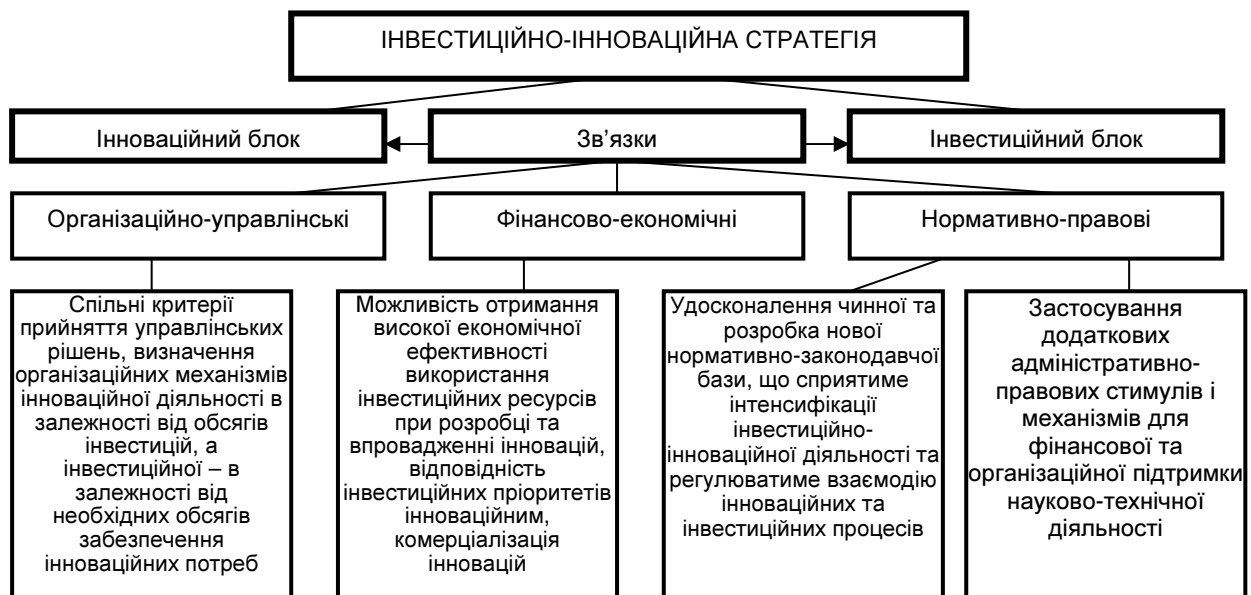 ІНВЕСТИЦІЙНО-ІННОВАЦІЙНА СТРАТЕГІЯ
Інноваційний блок
Зв’язки
Інвестиційний блок
Організаційно-управлінські
Фінансово-економічні
Нормативно-правові
Спільні критерії
прийняття управлінських
рішень, визначення
організаційних механізмів
інноваційної діяльності в
залежності від обсягів
інвестицій, а
інвестиційної – в
залежності від
необхідних обсягів
забезпечення
інноваційних потреб
Можливість отримання
високої економічної
ефективності
використання
інвестиційних ресурсів
при розробці та
впровадженні інновацій,
відповідність
інвестиційних пріоритетів
інноваційним,
комерціалізація
інновацій
Удосконалення чинної та
розробка нової
нормативно-законодавчої
бази, що сприятиме
інтенсифікації
інвестиційно-
інноваційної діяльності та
регулюватиме взаємодію
інноваційних та
інвестиційних процесів
Застосування
додаткових
адміністративно-
правових стимулів і
механізмів для
фінансової та
організаційної підтримки
науково-технічної
діяльності